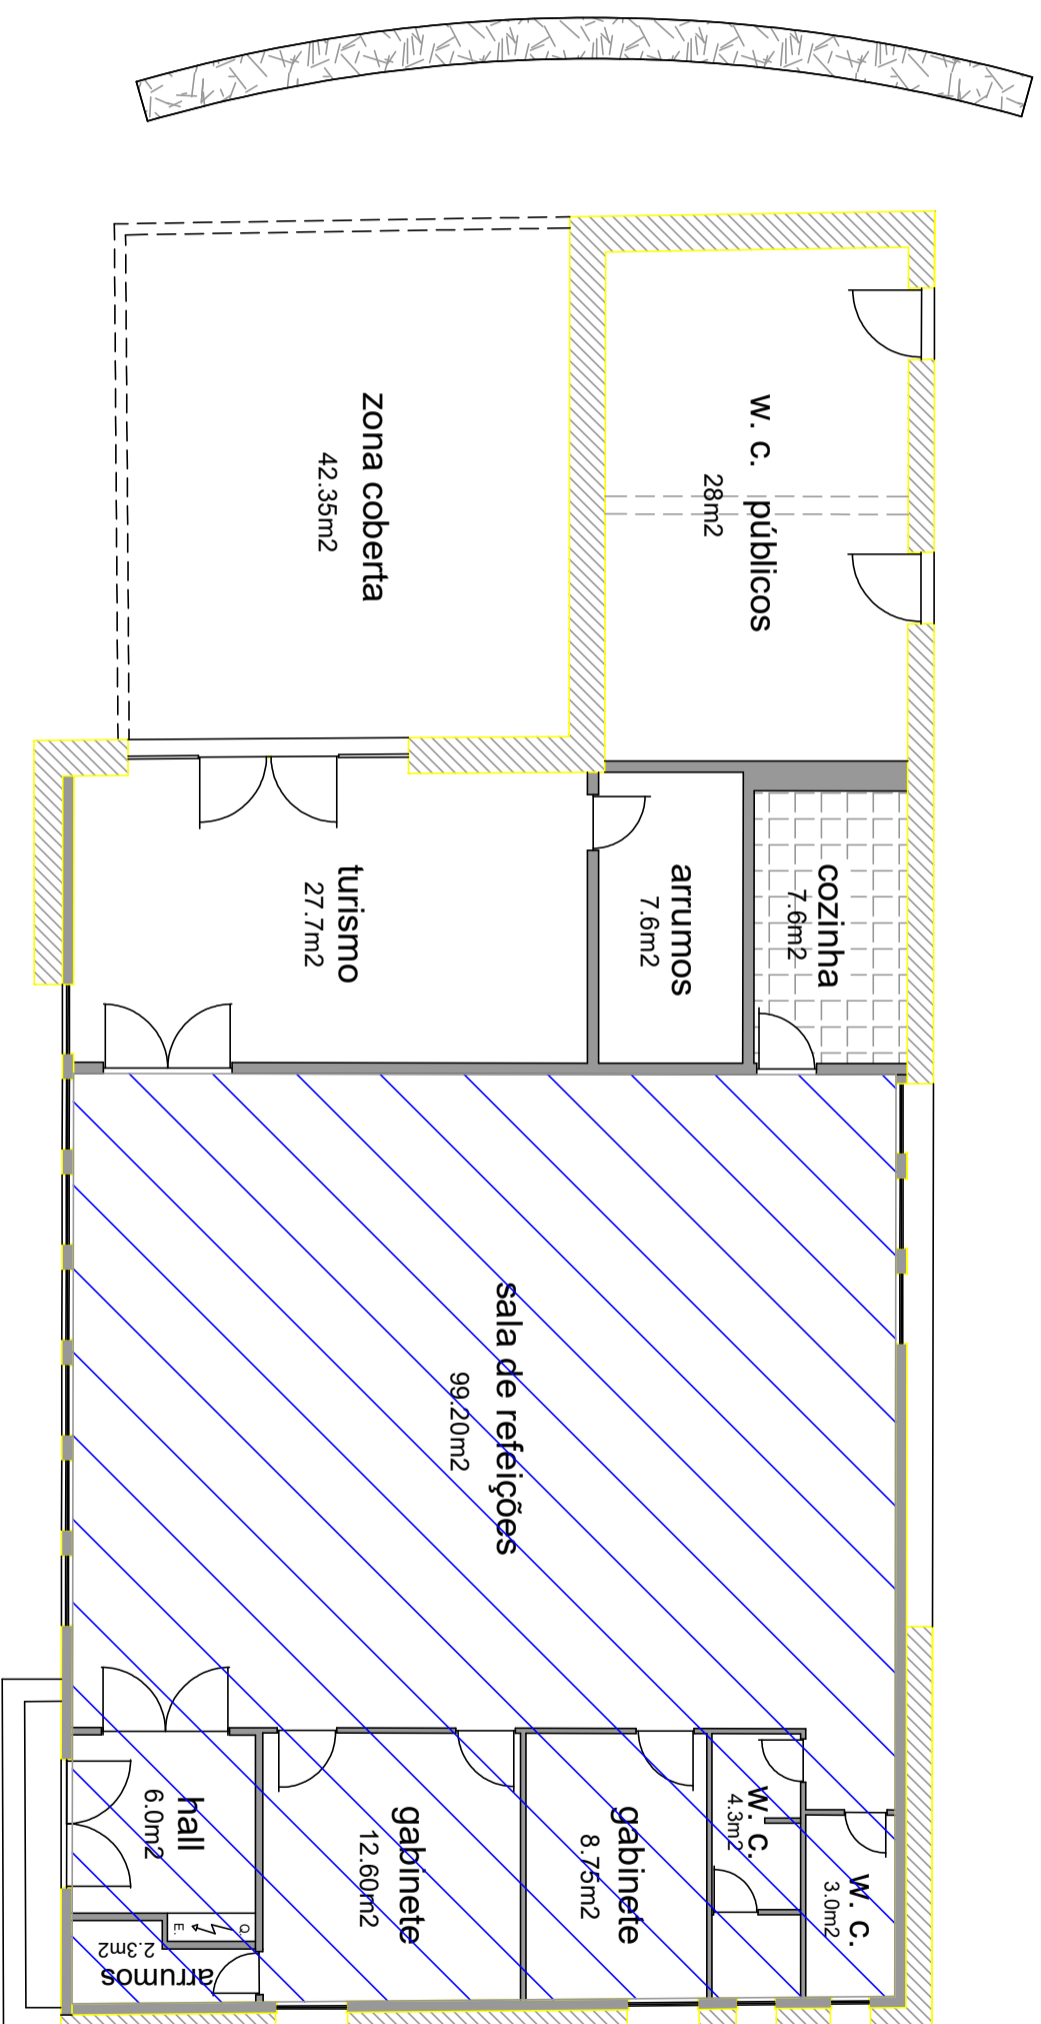 w. c. públicos
28m2
zona coberta
42.35m2
cozinha
7.6m2
arrumos
7.6m2
turismo
27.7m2
sala de refeições
99.20m2
w. c.
3.0m2
w. c.
4.3m2
gabinete
8.75m2
gabinete
12.60m2
hall
6.0m2
Q.
E.
arrumos
2.3m2